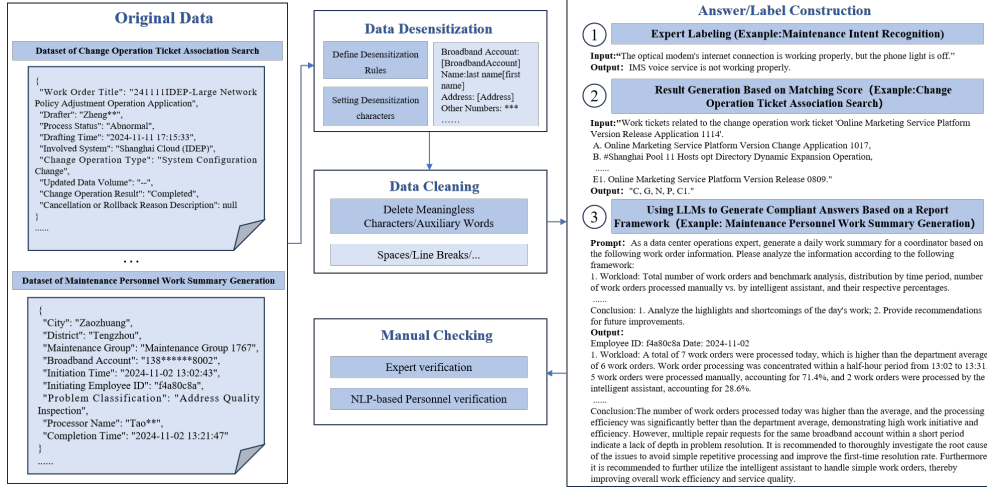 Original Data
Dataset of Change Operation Ticket Association Search
{
"Work Order Title": "241111IDEP-Large Network
Policy Adjustment Operation Application",
"Drafter": "Zheng**",
"Process Status": "Abnormal",
"Drafting Time": "2024-11-11 17:15:33",
"Involved System": "Shanghai Cloud (IDEP)",
"Change Operation Type": "System Configuration
Change",
"Updated Data Volume": "--",
"Change Operation Result": "Completed",
"Cancellation or Rollback Reason Description": null
}
......
...
Dataset of Maintenance Personnel Work Summary Generation
{
"City": "Zaozhuang",
"District": "Tengzhou",
"Maintenance Group": "Maintenance Group 1767",
"Broadband Account": "138******8002",
"Initiation Time": "2024-11-02 13:02:43",
"Initiating Employee ID": "f4a80c8a",
"Problem Classification": "Address Quality
Inspection",
"Processor Name": "Tao**",
"Completion Time": "2024-11-02 13:21:47"
}
......
Data Desensitization
Define Desensitization
Rules
Setting Desensitization
characters
Broadband Account:
[BroadbandAccount]
Name:last name[first
name]
Address: [Address]
Other Numbers: ***
......
Data Cleaning
Delete Meaningless
Characters/Auxiliary Words
Spaces/Line Breaks/...
Manual Checking
Expert verification
NLP-based Personnel verification
Answer/Label Construction
1
Expert Labeling (Example:Maintenance Intent Recognition)
Input:"The optical modem's internet connection is working properly, but the phone light is off."
Output: IMS voice service is not working properly.
2
Result Generation Based on Matching Score（Example:Change
Operation Ticket Association Search)
Input:"Work tickets related to the change operation work ticket 'Online Marketing Service Platform
Version Release Application 1114'.
A. Online Marketing Service Platform Version Change Application 1017,
B. #Shanghai Pool 11 Hosts opt Directory Dynamic Expansion Operation,
......
E1. Online Marketing Service Platform Version Release 0809."
Output: "C, G, N, P, C1."
3
Using LLMs to Generate Compliant Answers Based on a Report
Framework（Example: Maintenance Personnel Work Summary Generation)
Prompt: As a data center operations expert, generate a daily work summary for a coordinator based on
the following work order information. Please analyze the information according to the following
framework:
1. Workload: Total number of work orders and benchmark analysis, distribution by time period, number
of work orders processed manually vs. by intelligent assistant, and their respective percentages.
......
Conclusion: 1. Analyze the highlights and shortcomings of the day's work; 2. Provide recommendations
for future improvements.
Output:
Employee ID: f4a80c8a Date: 2024-11-02
1. Workload: A total of 7 work orders were processed today, which is higher than the department average
of 6 work orders. Work order processing was concentrated within a half-hour period from 13:02 to 13:31.
5 work orders were processed manually, accounting for 71.4%, and 2 work orders were processed by the
intelligent assistant, accounting for 28.6%.
......
Conclusion:The number of work orders processed today was higher than the average, and the processing
efficiency was significantly better than the department average, demonstrating high work initiative and
efficiency. However, multiple repair requests for the same broadband account within a short period
indicate a lack of depth in problem resolution. It is recommended to thoroughly investigate the root cause
of the issues to avoid simple repetitive processing and improve the first-time resolution rate. Furthermore
it is recommended to further utilize the intelligent assistant to handle simple work orders, thereby
improving overall work efficiency and service quality.